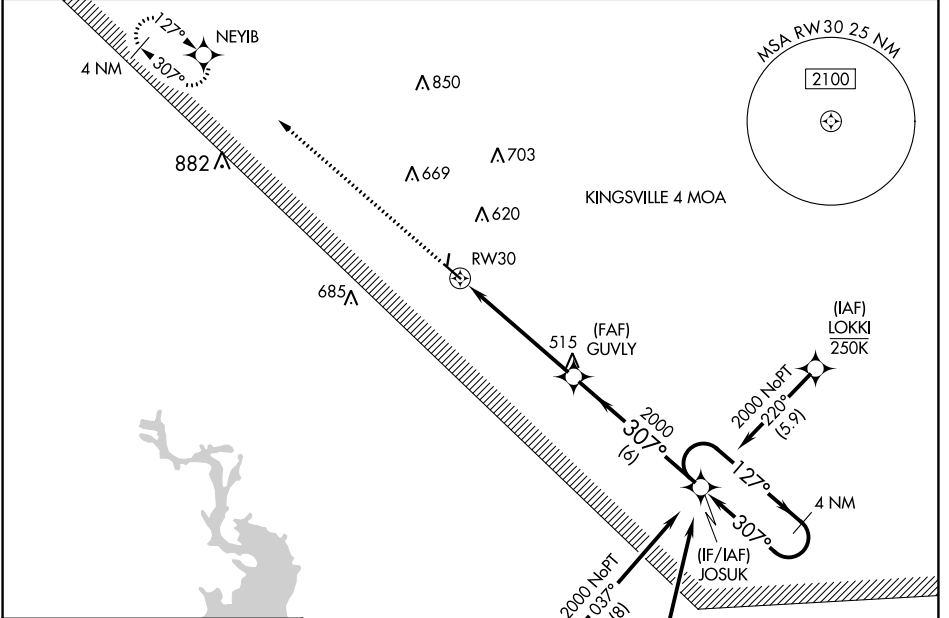 127°
NEYIB
4 NM
307°
850
MSA RW30 25 NM
2100
882
669
703
KINGSVILLE 4 MOA
620
RW30
685
515
(FAF)
GUVLY
(IAF)
LOKKI
250K
2000 NoPT
220°
(5.9)
2000
307°
(6)
127°
4 NM
307°
(IF/IAF)
JOSUK
2000 NoPT
037°
(8)